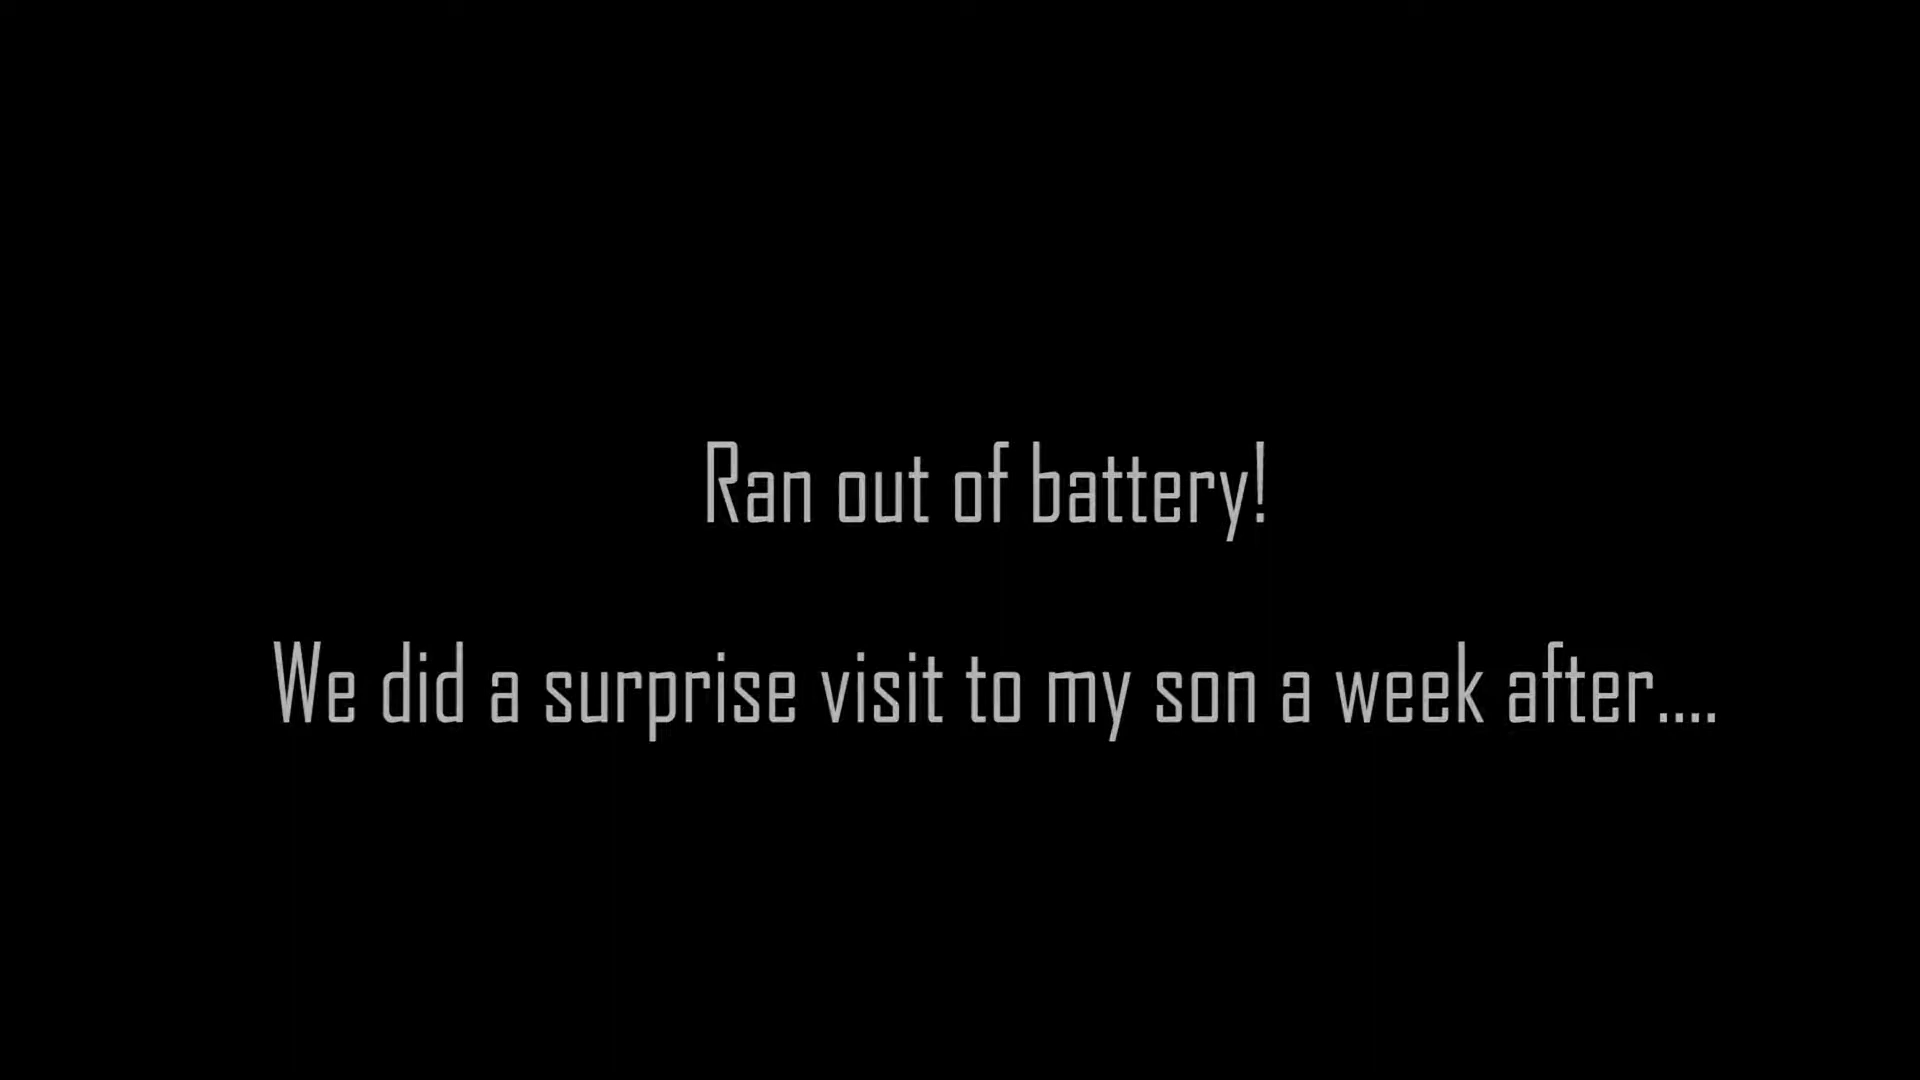 Ran out of battery!
We did a surprise visit to my son a week after....